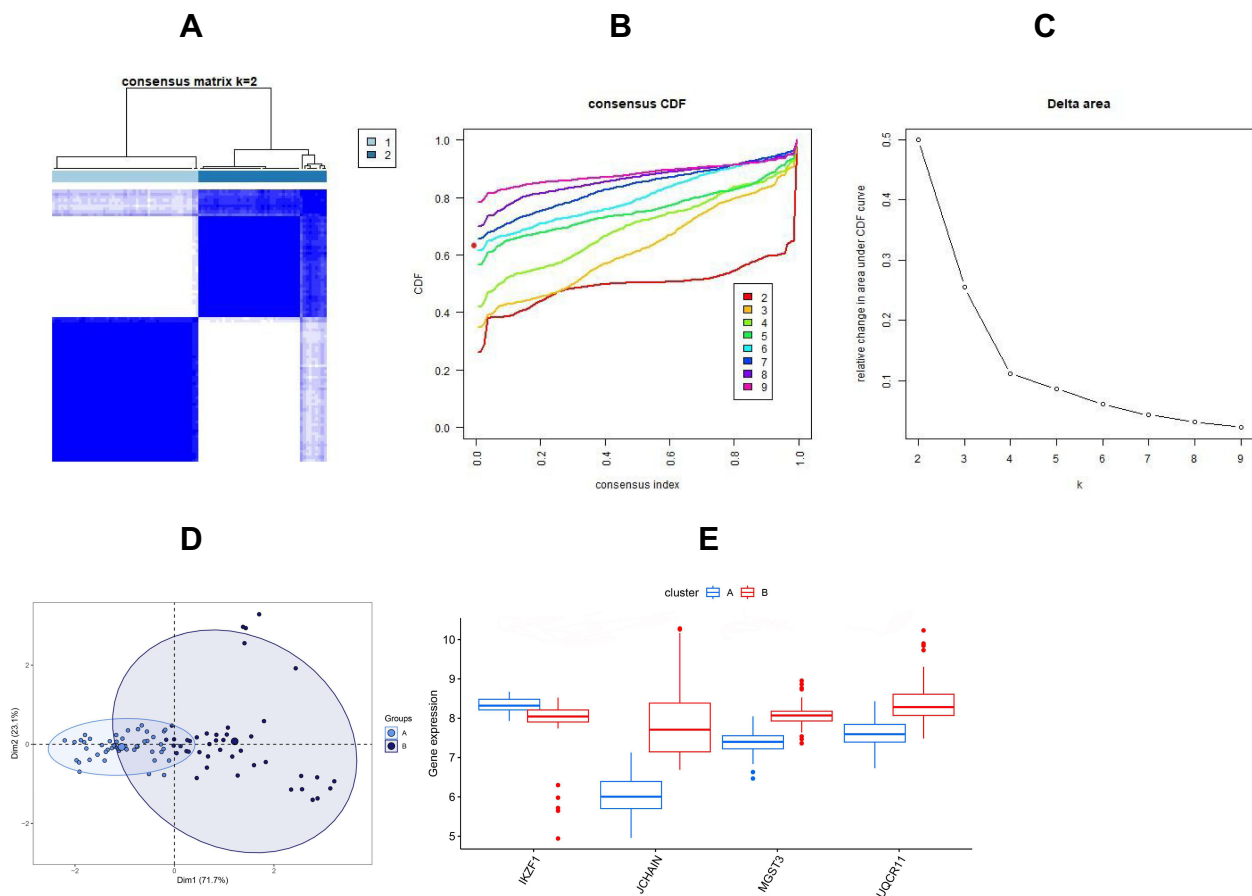 A
B
C
consensus matrix k=2
1
2
consensus CDF
1.0
0.8
0.6
0.4
0.2
0.0
CDF
0.0
0.2
0.4
0.6
0.8
1.0
consensus index
2
3
4
5
6
7
8
9
Delta area
0.5
0.4
0.3
0.2
0.1
relative change in area under CDF curve
2
3
4
5
6
7
8
9
k
D
E
2
0
-2
Dim2 (23.1%)
-2
0
2
Dim1 (71.7%)
Groups
A
B
cluster A B
10
9
8
7
6
5
Gene expression
IKZF1
JCHAIN
MGST3
UQCR11